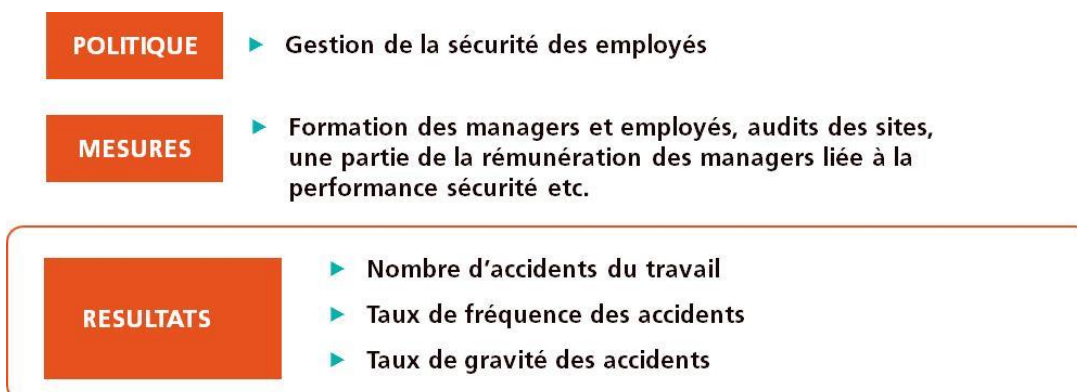 POLITIQUE
Gestion de la sécurité des employés
MESURES
Formation des managers et employés, audits des sites,
une partie de la rémunération des managers liée à la
performance sécurité etc.
RESULTATS
Nombre d’accidents du travail
Taux de fréquence des accidents
Taux de gravité des accidents